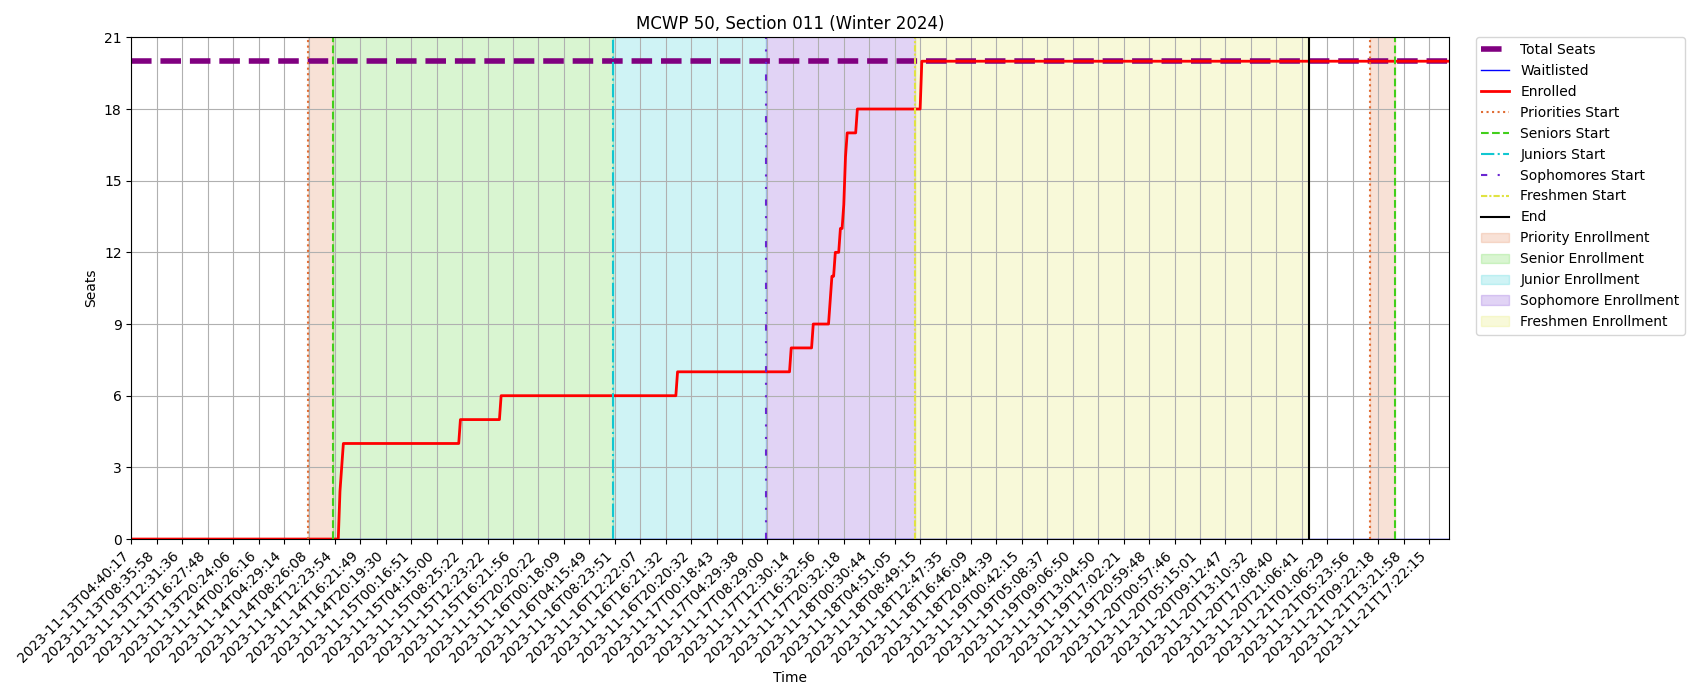 MCWP 50, Section 011 (Winter 2024)
21
18
15
12
9
6
3
0
Seats
2023-11-13T04:40:17
2023-11-13T08:35:58
2023-11-13T12:31:36
2023-11-13T16:27:48
2023-11-13T20:24:06
2023-11-14T00:26:16
2023-11-14T04:29:14
2023-11-14T08:26:08
2023-11-14T12:23:54
2023-11-14T16:21:49
2023-11-14T20:19:30
2023-11-15T00:16:51
2023-11-15T04:15:00
2023-11-15T08:25:22
2023-11-15T12:23:22
2023-11-15T16:21:56
2023-11-15T20:20:22
2023-11-16T00:18:09
2023-11-16T04:15:49
2023-11-16T08:23:51
2023-11-16T12:22:07
2023-11-16T16:21:32
2023-11-16T20:20:32
2023-11-17T00:18:43
2023-11-17T04:29:38
2023-11-17T08:29:00
2023-11-17T12:30:14
2023-11-17T16:32:56
2023-11-17T20:32:18
2023-11-18T00:30:44
2023-11-18T04:51:05
2023-11-18T08:49:15
2023-11-18T12:47:35
2023-11-18T16:46:09
2023-11-18T20:44:39
2023-11-19T00:42:15
2023-11-19T05:08:37
2023-11-19T09:06:50
2023-11-19T13:04:50
2023-11-19T17:02:21
2023-11-19T20:59:48
2023-11-20T00:57:46
2023-11-20T05:15:01
2023-11-20T09:12:47
2023-11-20T13:10:32
2023-11-20T17:08:40
2023-11-20T21:06:41
2023-11-21T01:06:29
2023-11-21T05:23:56
2023-11-21T09:22:18
2023-11-21T13:21:58
2023-11-21T17:22:15
Time
Total Seats
Waitlisted
Enrolled
Priorities Start
Seniors Start
Juniors Start
Sophomores Start
Freshmen Start
End
Priority Enrollment
Senior Enrollment
Junior Enrollment
Sophomore Enrollment
Freshmen Enrollment